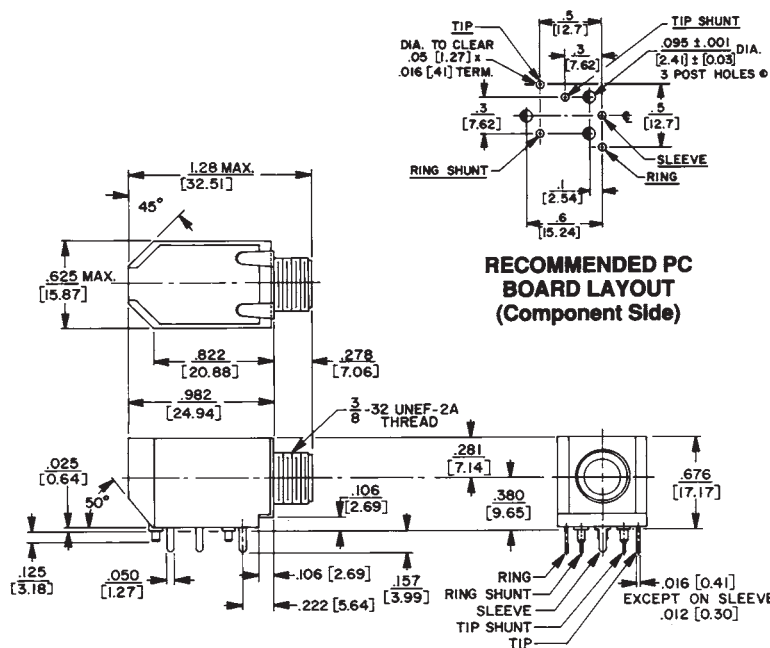 TIP
DIA. TO CLEAR
.05 [1.27] x
.016 [.41] TERM.
.5
[12.7]
.3
[7.62]
TIP SHUNT
.095 ±.001 DIA.
[2.41] ± [0.03]
3 POST HOLES
.3
[7.62]
.5
[12.7]
SLEEVE
RING
RING SHUNT
.1
[2.54]
.6
[15.24]
RECOMMENDED PC
BOARD LAYOUT
(Component Side)
1.28 MAX.
[32.51]
45°
.625 MAX.
[15.87]
.822
[20.88]
.278
[7.06]
.982
[24.94]
3/8 -32 UNEF-2A
THREAD
.025
[0.64]
50°
.281
[7.14]
.106
[2.69]
.380
[9.65]
.676
[17.17]
.125
[3.18]
.050
[1.27]
.106 [2.69]
.222 [5.64]
.157
[3.99]
RING
RING SHUNT
SLEEVE
TIP SHUNT
TIP
.016 [0.41]
EXCEPT ON SLEEVE
.012 [0.30]